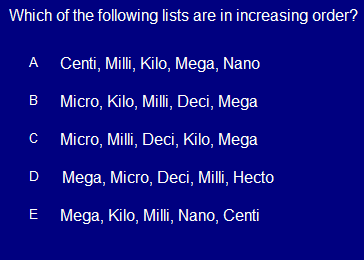 Which of the following lists are in increasing order?
A Centi, Milli, Kilo, Mega, Nano
B Micro, Kilo, Milli, Deci, Mega
C Micro, Milli, Deci, Kilo, Mega
D Mega, Micro, Deci, Milli, Hecto
E Mega, Kilo, Milli, Nano, Centi